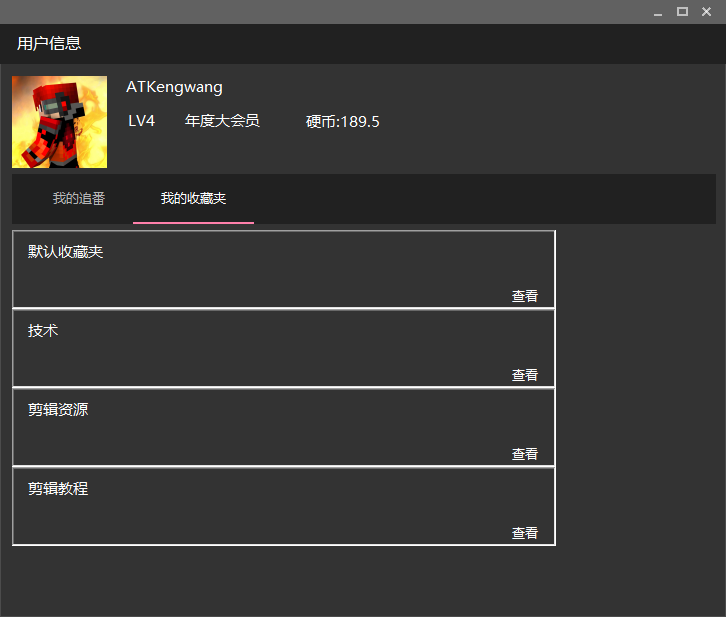 用户信息
ATKengwang
LV4 年度大会员 硬币:189.5
我的追番 我的收藏夹
默认收藏夹
查看
技术
查看
剪辑资源
查看
剪辑教程
查看